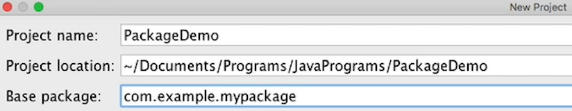 New Project
Project name: PackageDemo
Project location: ~/Documents/Programs/JavaPrograms/PackageDemo
Base package: com.example.mypackage